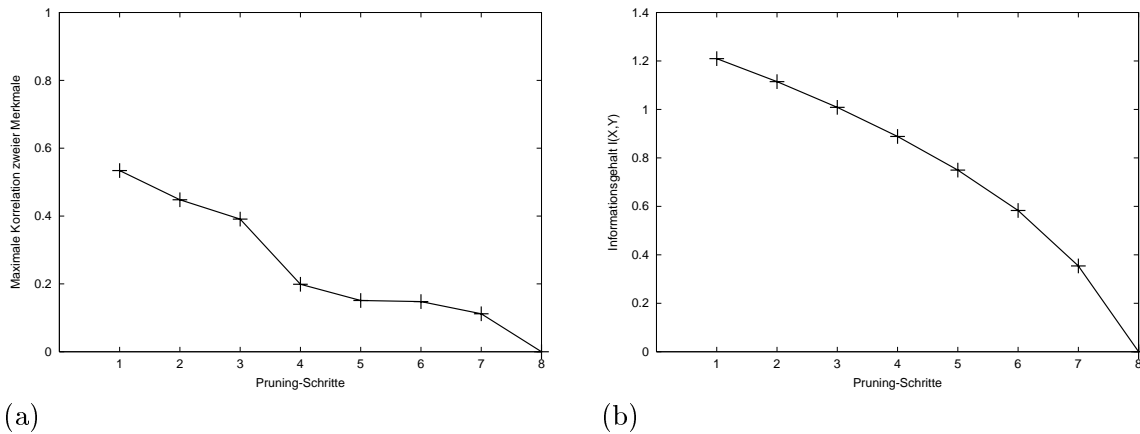 1
0.8
0.6
0.4
0.2
0
Maximale Korrelation zweier Merkmale
1 2 3 4 5 6 7 8
Pruning-Schritte
(a)
1.4
1.2
1
0.8
0.6
0.4
0.2
0
Informationsgehalt I(X,Y)
1 2 3 4 5 6 7 8
Pruning-Schritte
(b)